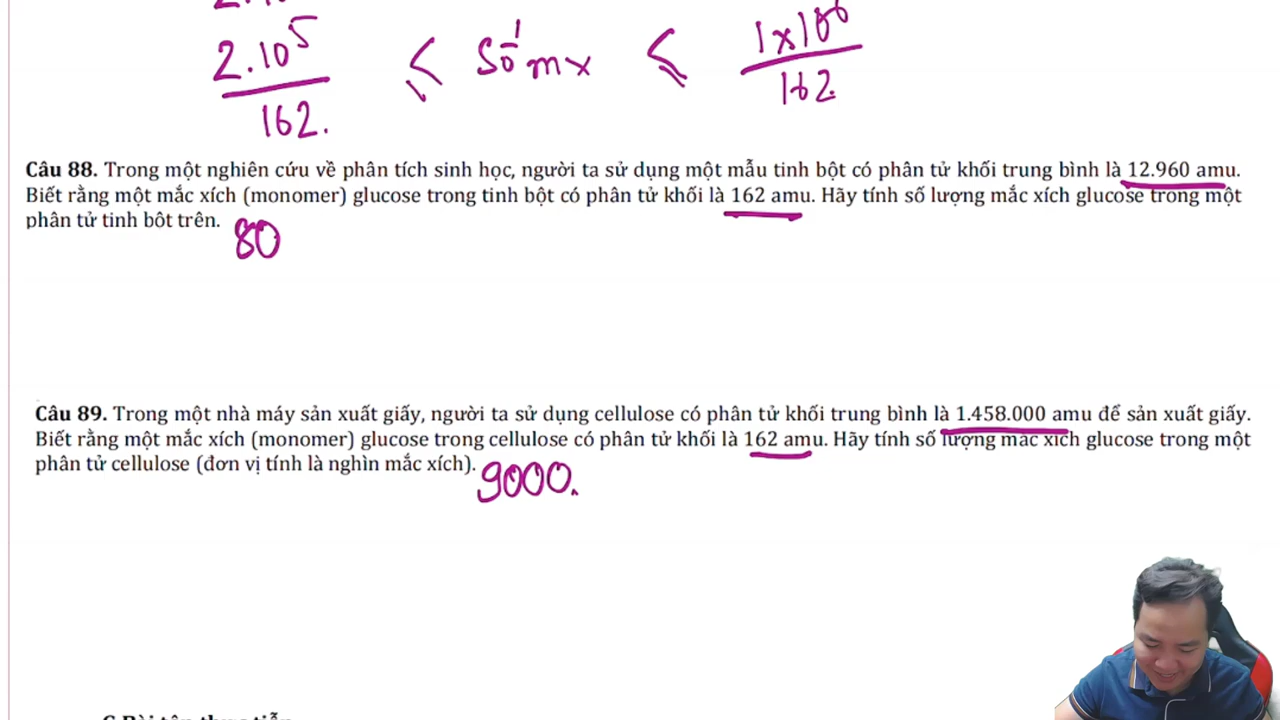 2.10⁵ ≤ Số mx ≤ 1x10⁶
162. 162.
Câu 88. Trong một nghiên cứu về phân tích sinh học, người ta sử dụng một mẫu tinh bột có phân tử khối trung bình là 12.960 amu.
Biết rằng một mắc xích (monomer) glucose trong tinh bột có phân tử khối là 162 amu. Hãy tính số lượng mắc xích glucose trong một
phân tử tinh bột trên.
80
Câu 89. Trong một nhà máy sản xuất giấy, người ta sử dụng cellulose có phân tử khối trung bình là 1.458.000 amu để sản xuất giấy.
Biết rằng một mắc xích (monomer) glucose trong cellulose có phân tử khối là 162 amu. Hãy tính số lượng mắc xích glucose trong một
phân tử cellulose (đơn vị tính là nghìn mắc xích).
9000.